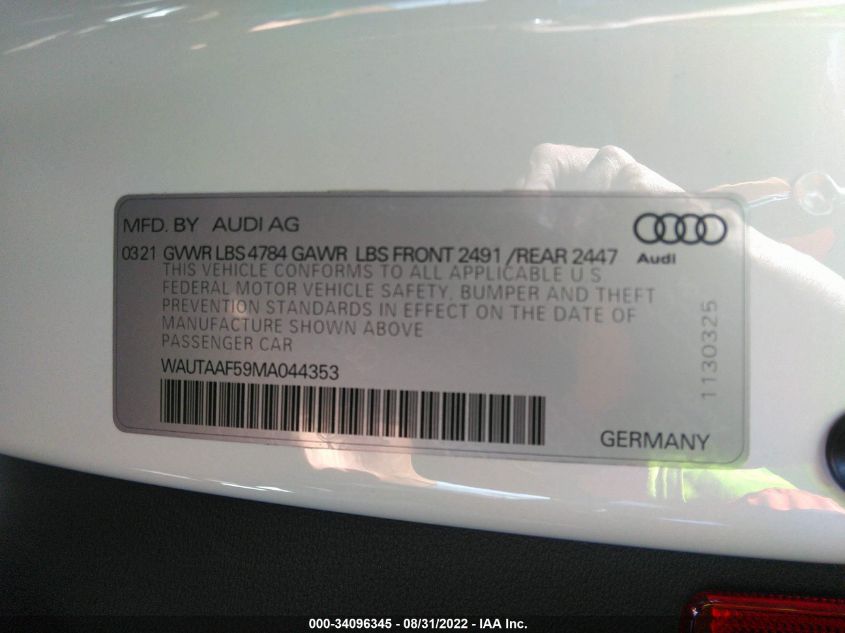 MFD. BY AUDI AG
Audi
0321 GVWR LBS 4784 GAWR LBS FRONT 2491 /REAR 2447
THIS VEHICLE CONFORMS TO ALL APPLICABLE U S
FEDERAL MOTOR VEHICLE SAFETY, BUMPER AND THEFT
PREVENTION STANDARDS IN EFFECT ON THE DATE OF
MANUFACTURE SHOWN ABOVE
PASSENGER CAR
WAUTAAF59MA044353
1130325
GERMANY
000-34096345 - 08/31/2022 - IAA Inc.